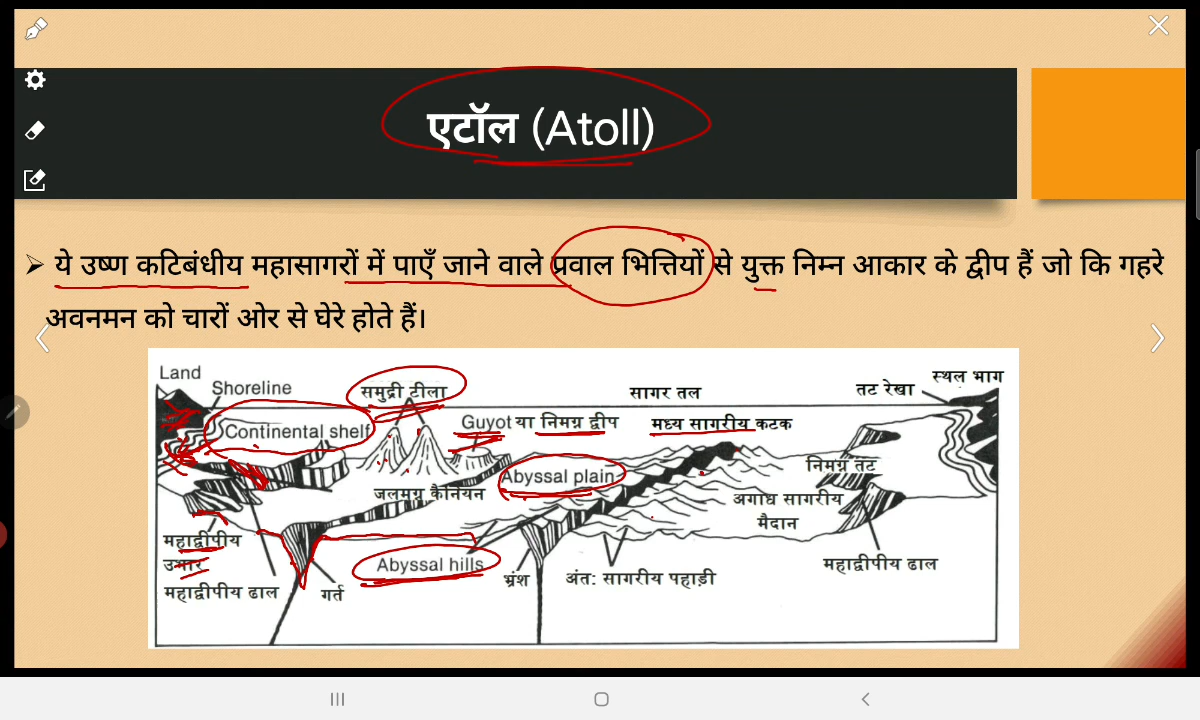 एटॉल (Atoll)
ये उष्ण कटिबंधीय महासागरों में पाएँ जाने वाले प्रवाल भित्तियों से युक्त निम्न आकार के द्वीप हैं जो कि गहरे
अवनमन को चारों ओर से घेरे होते हैं।
Land
Shoreline
समुद्री टीला
सागर तल
तट रेखा
स्थल भाग
Continental shelf
Guyot या निमग्न द्वीप
मध्य सागरीय कटक
Abyssal plain
निमग्न तट
जलमग्न कैनियन
अगाध सागरीय
मैदान
महाद्वीपीय
उभार
Abyssal hills
महाद्वीपीय ढाल
गर्त
भ्रंश
अंत: सागरीय पहाड़ी
महाद्वीपीय ढाल